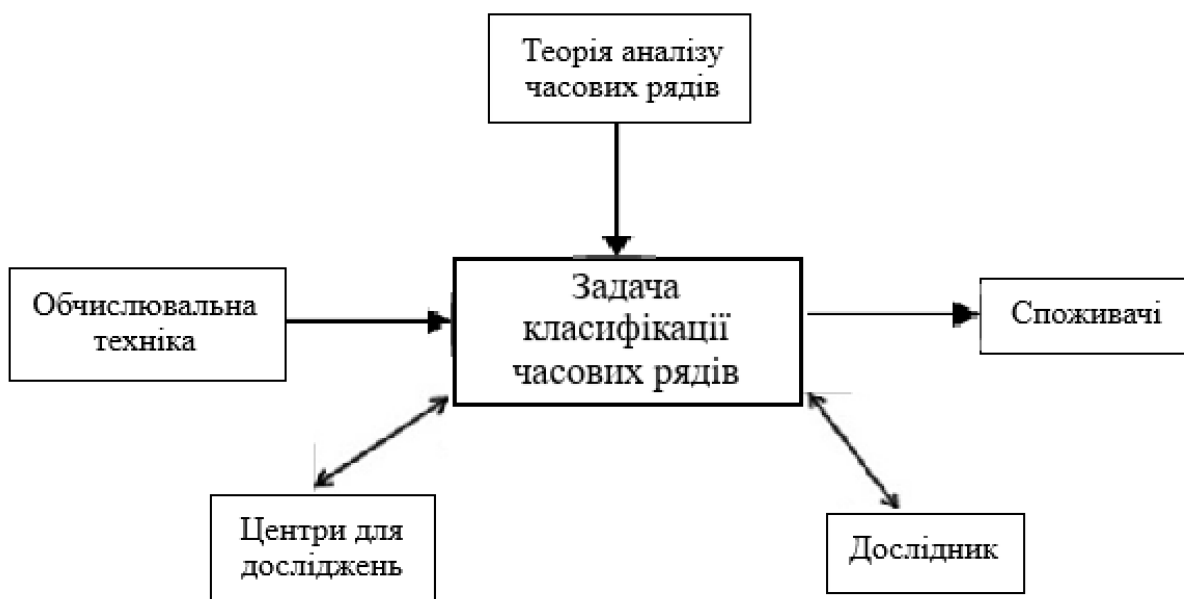 Теорія аналізу
часових рядів
Обчислювальна
техніка
Задача
класифікації
часових рядів
Споживачі
Центри для
досліджень
Дослідник